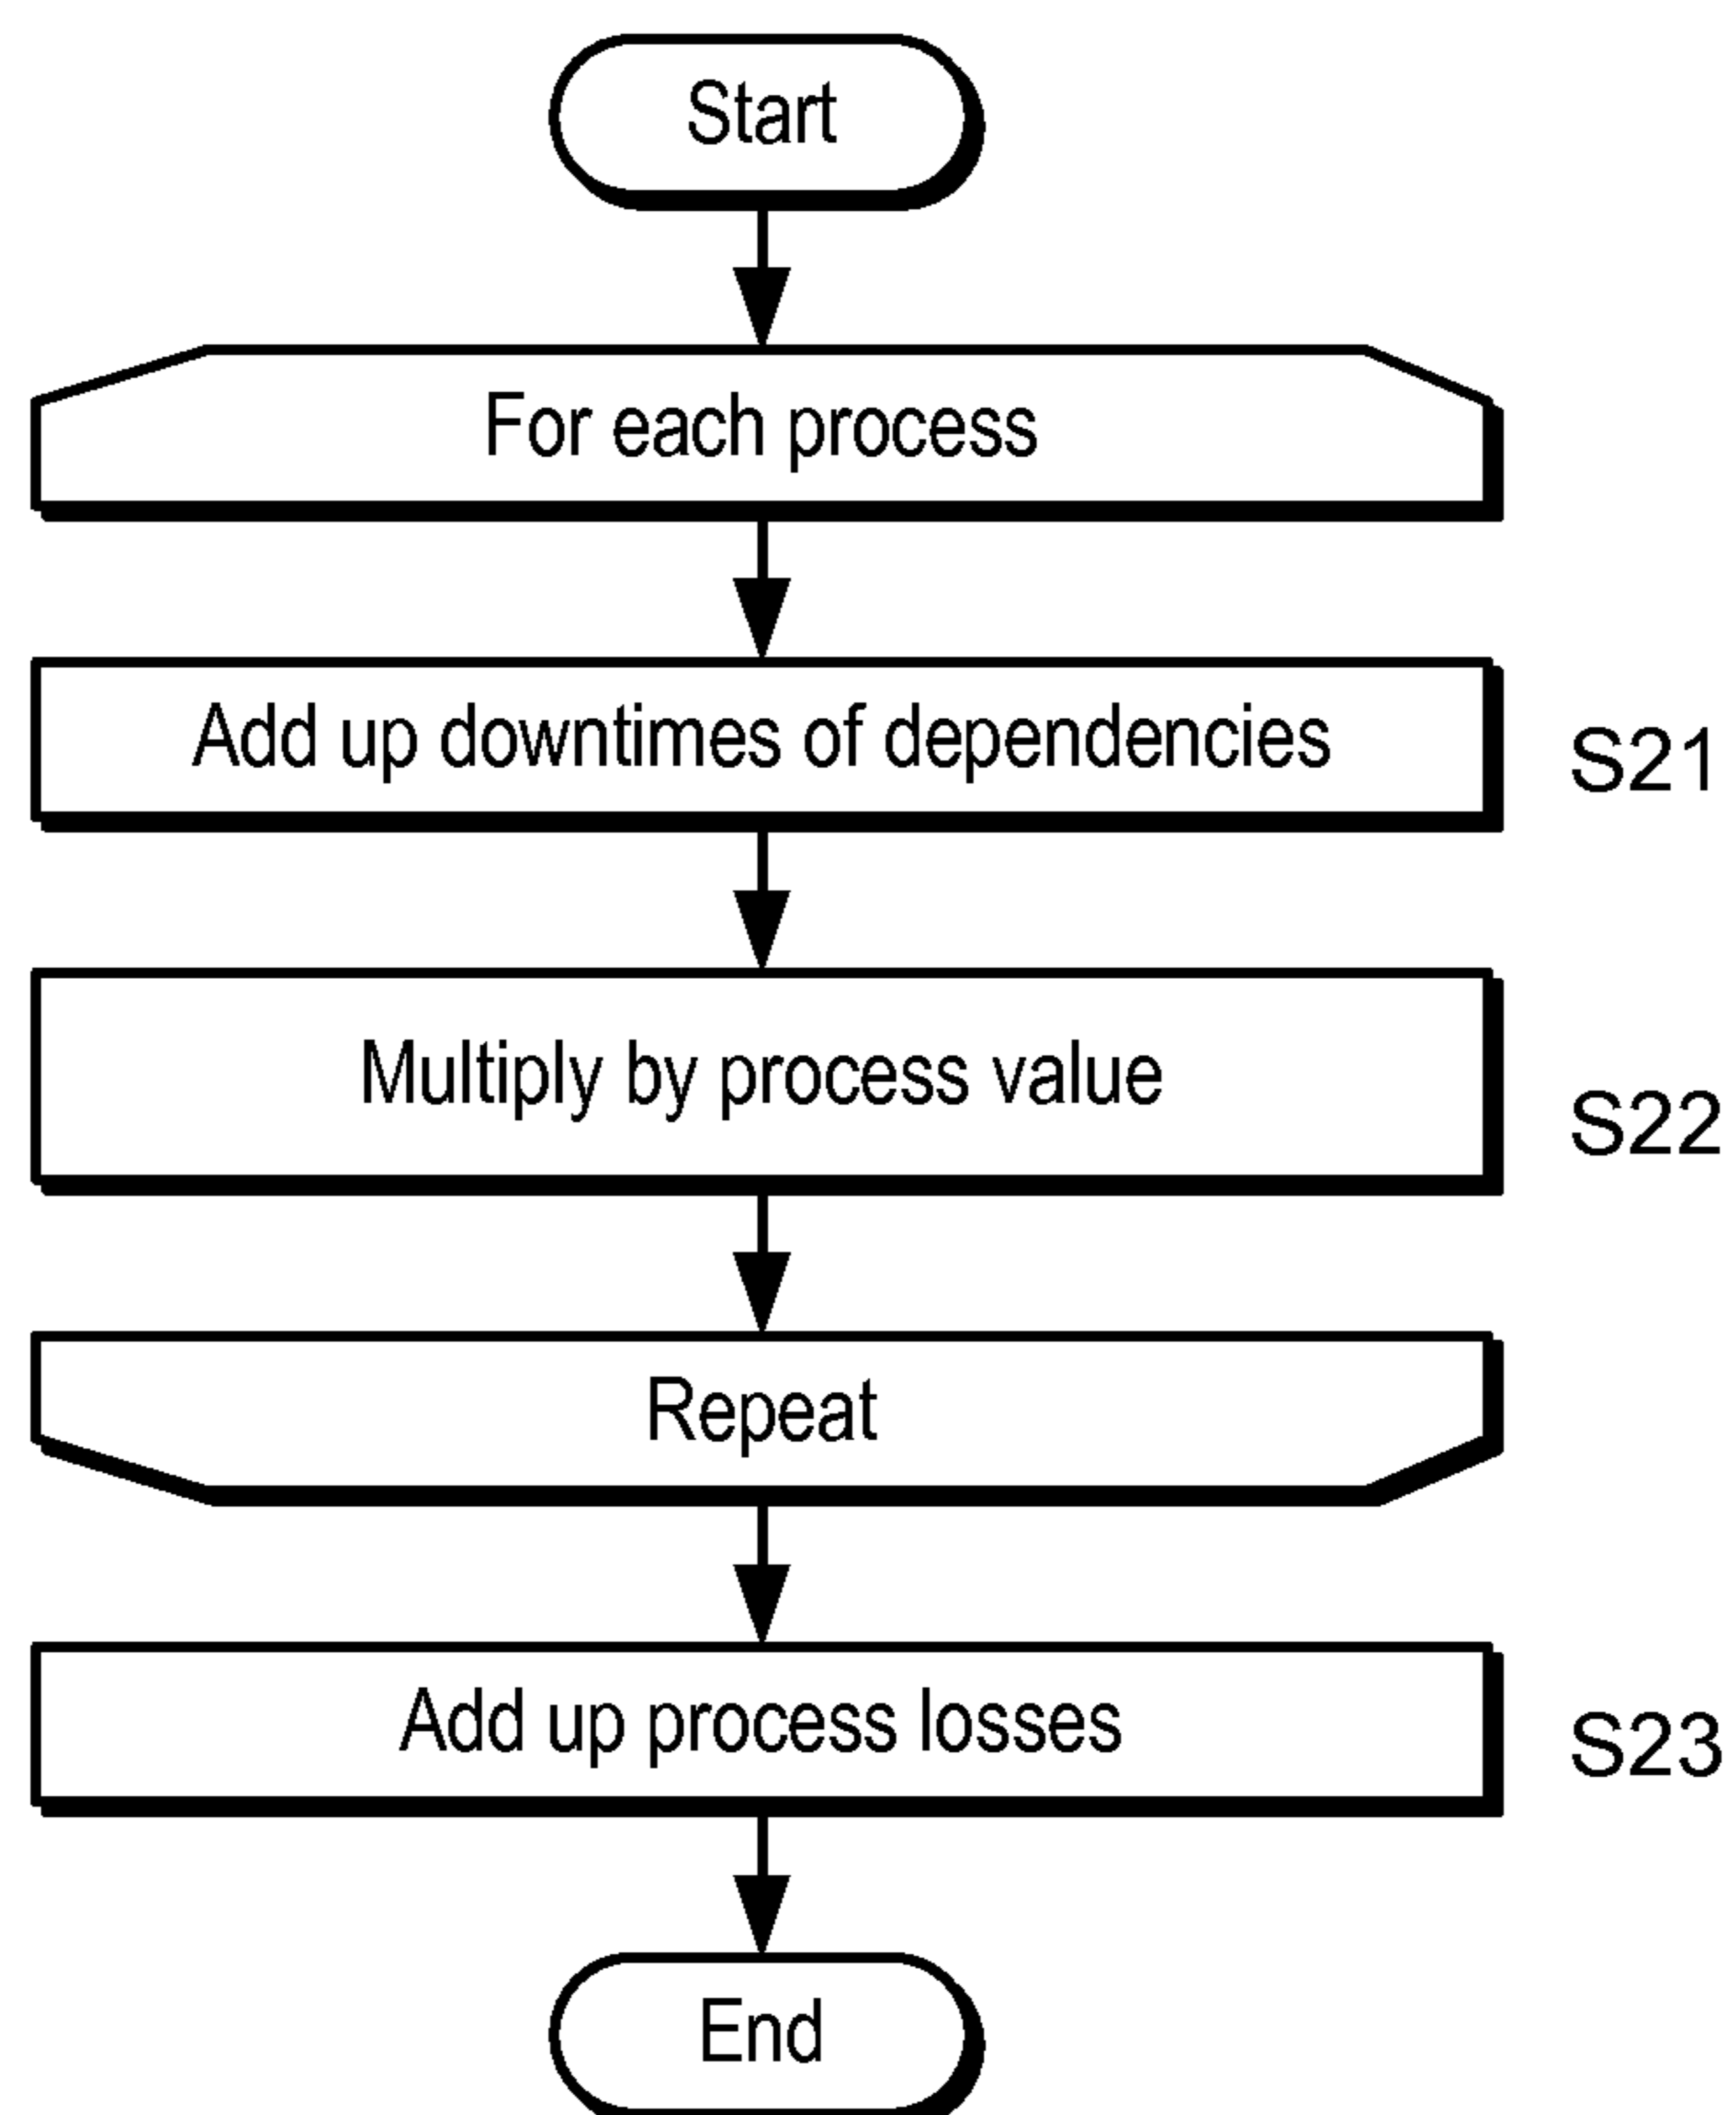 Start
For each process
Add up downtimes of dependencies
S21
Multiply by process value
S22
Repeat
Add up process losses
S23
End